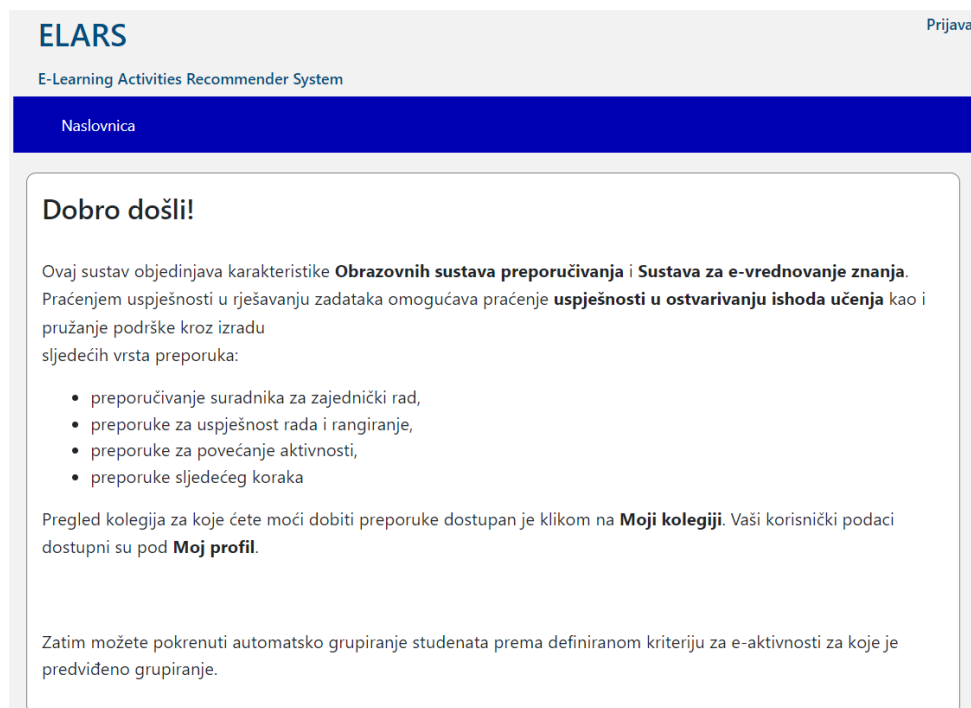 ELARS
Prijava
E-Learning Activities Recommender System
Naslovnica
Dobro došli!
Ovaj sustav objedinjava karakteristike Obrazovnih sustava preporučivanja i Sustava za e-vrednovanje znanja.
Praćenjem uspješnosti u rješavanju zadataka omogućava praćenje uspješnosti u ostvarivanju ishoda učenja kao i
pružanje podrške kroz izradu
sljedećih vrsta preporuka:
• preporučivanje suradnika za zajednički rad,
• preporuke za uspješnost rada i rangiranje,
• preporuke za povećanje aktivnosti,
• preporuke sljedećeg koraka
Pregled kolegija za koje ćete moći dobiti preporuke dostupan je klikom na Moji kolegiji. Vaši korisnički podaci
dostupni su pod Moj profil.
Zatim možete pokrenuti automatsko grupiranje studenata prema definiranom kriteriju za e-aktivnosti za koje je
predviđeno grupiranje.